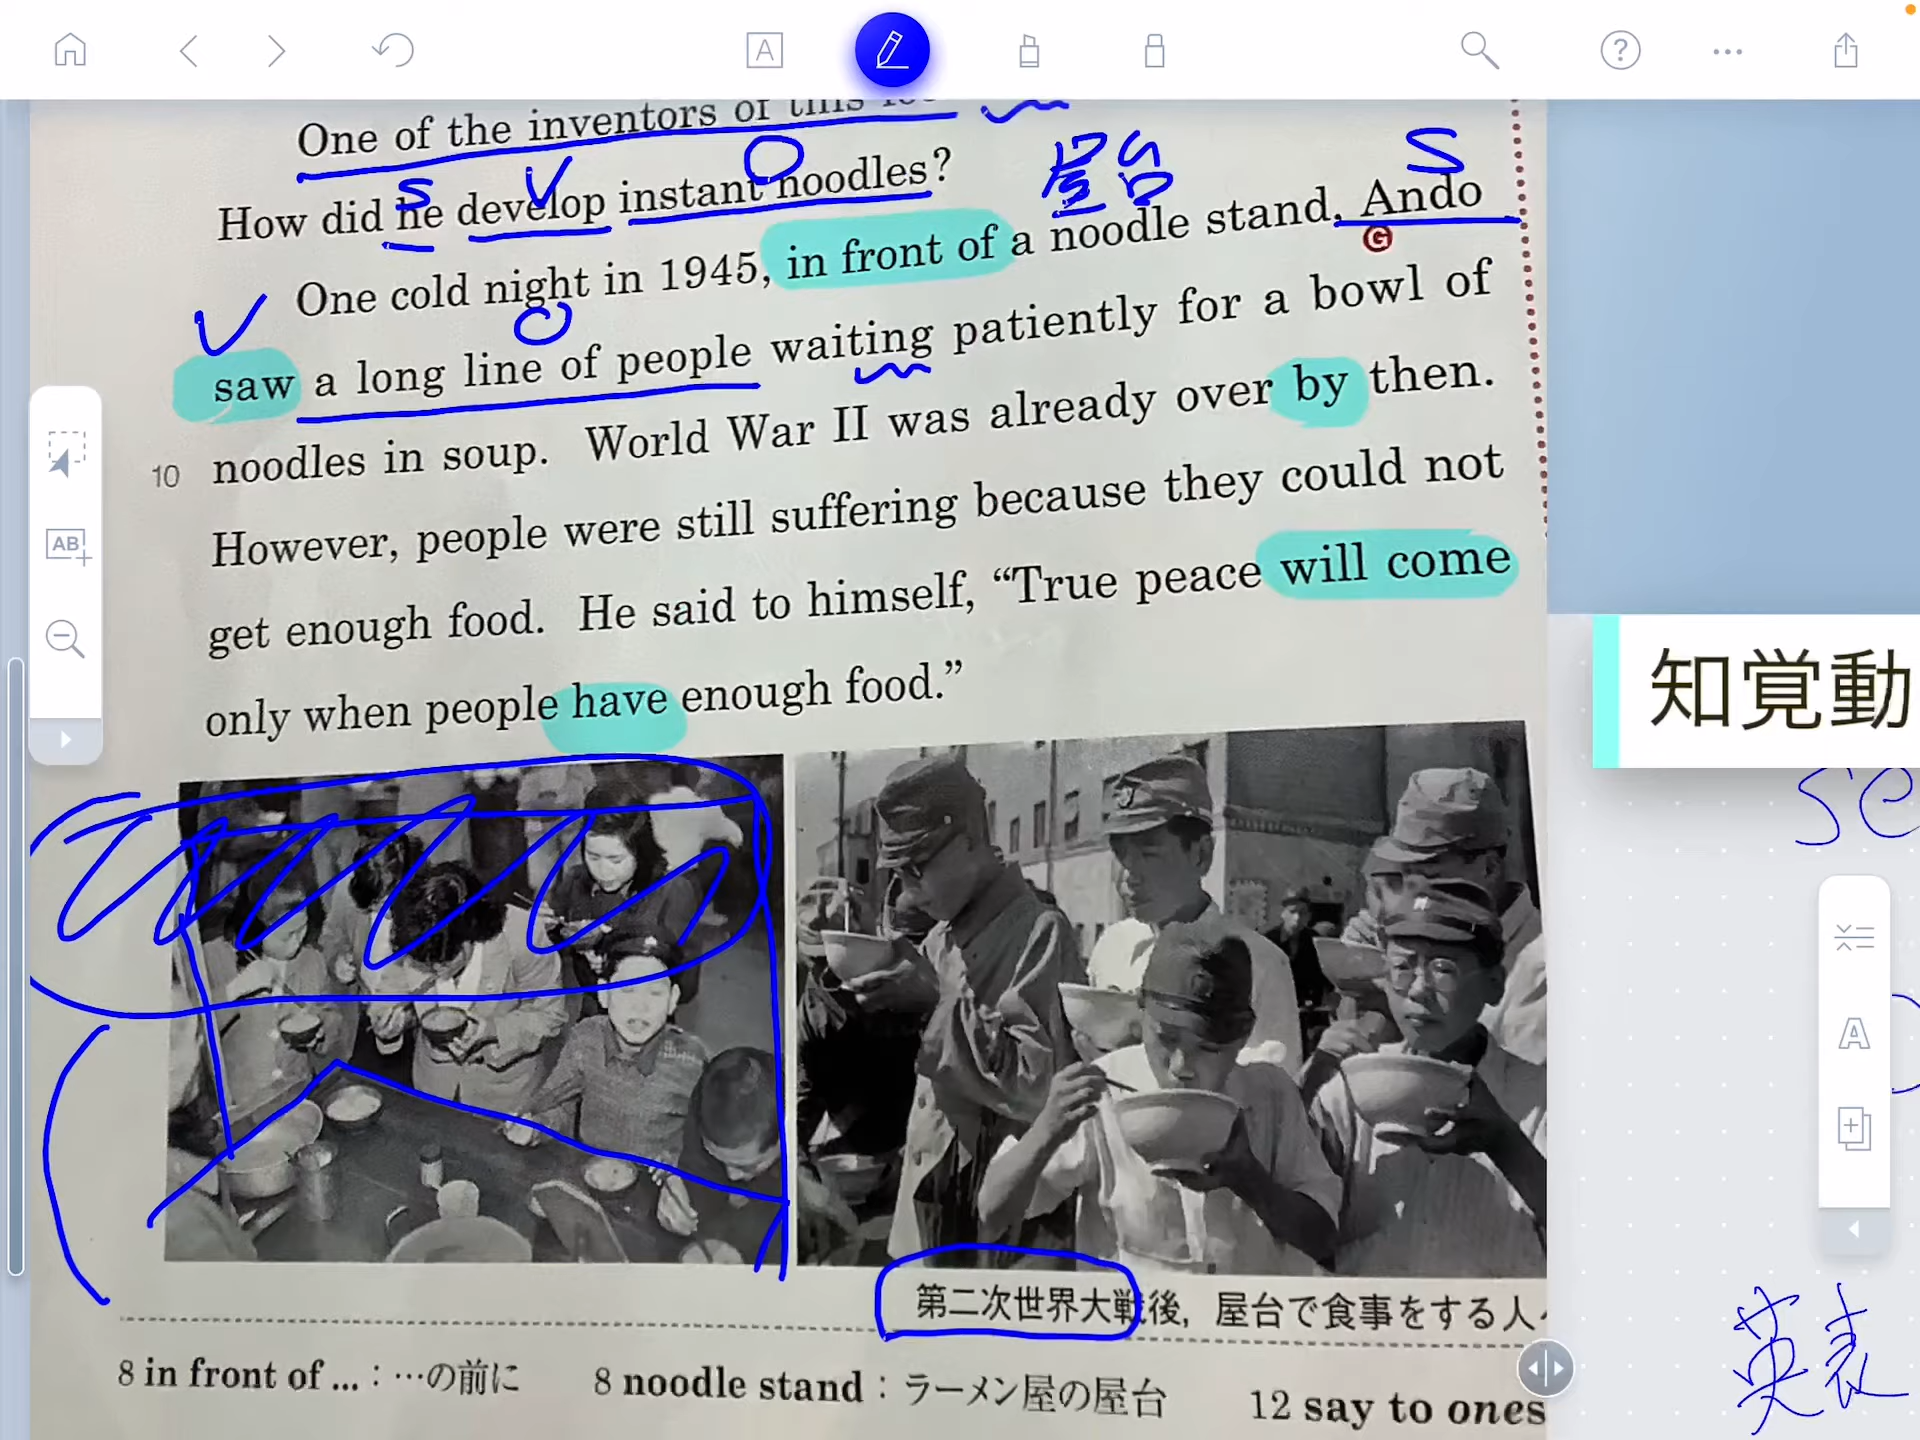 One of the inventors of this
S V O
How did he develop instant noodles?
屋台 S
One cold night in 1945, in front of a noodle stand, Ando
G
V O
saw a long line of people waiting patiently for a bowl of
10 noodles in soup. World War II was already over by then.
However, people were still suffering because they could not
get enough food. He said to himself, “True peace will come
only when people have enough food.”
知覚動
se
第二次世界大戦後，屋台で食事をする人
8 in front of ... : …の前に 8 noodle stand : ラーメン屋の屋台 12 say to ones
英表
A
AB
A